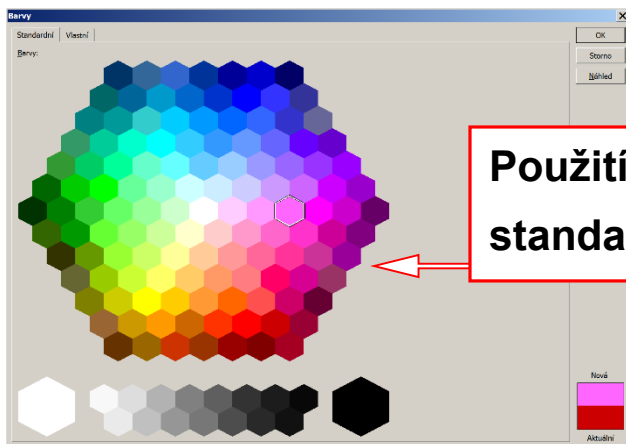 Barvy
Standardní Vlastní
Barvy:
OK
Storno
Náhled
Použití
standa
Nová
Aktuální